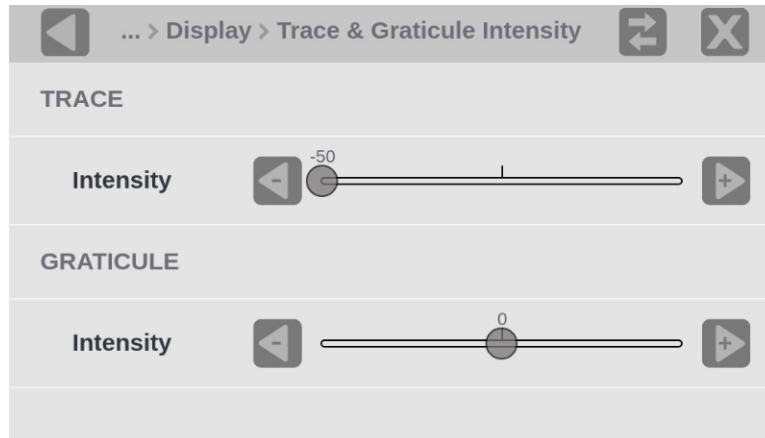 ... > Display > Trace & Graticule Intensity
TRACE
-50
Intensity - +
GRATICULE
0
Intensity - +